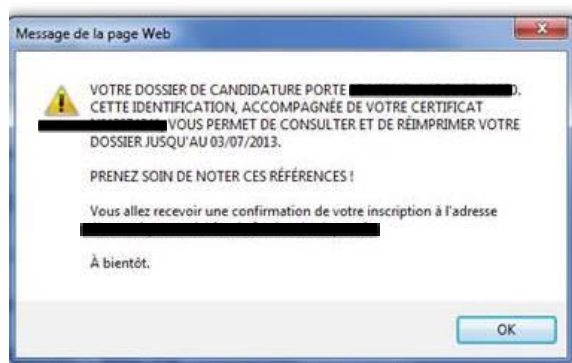 Message de la page Web
VOTRE DOSSIER DE CANDIDATURE PORTE
CETTE IDENTIFICATION, ACCOMPAGNÉE DE VOTRE CERTIFICAT
VOUS PERMET DE CONSULTER ET DE RÉIMPRIMER VOTRE
DOSSIER JUSQU'AU 03/07/2013.
PRENEZ SOIN DE NOTER CES RÉFÉRENCES !
Vous allez recevoir une confirmation de votre inscription à l'adresse
À bientôt.
OK